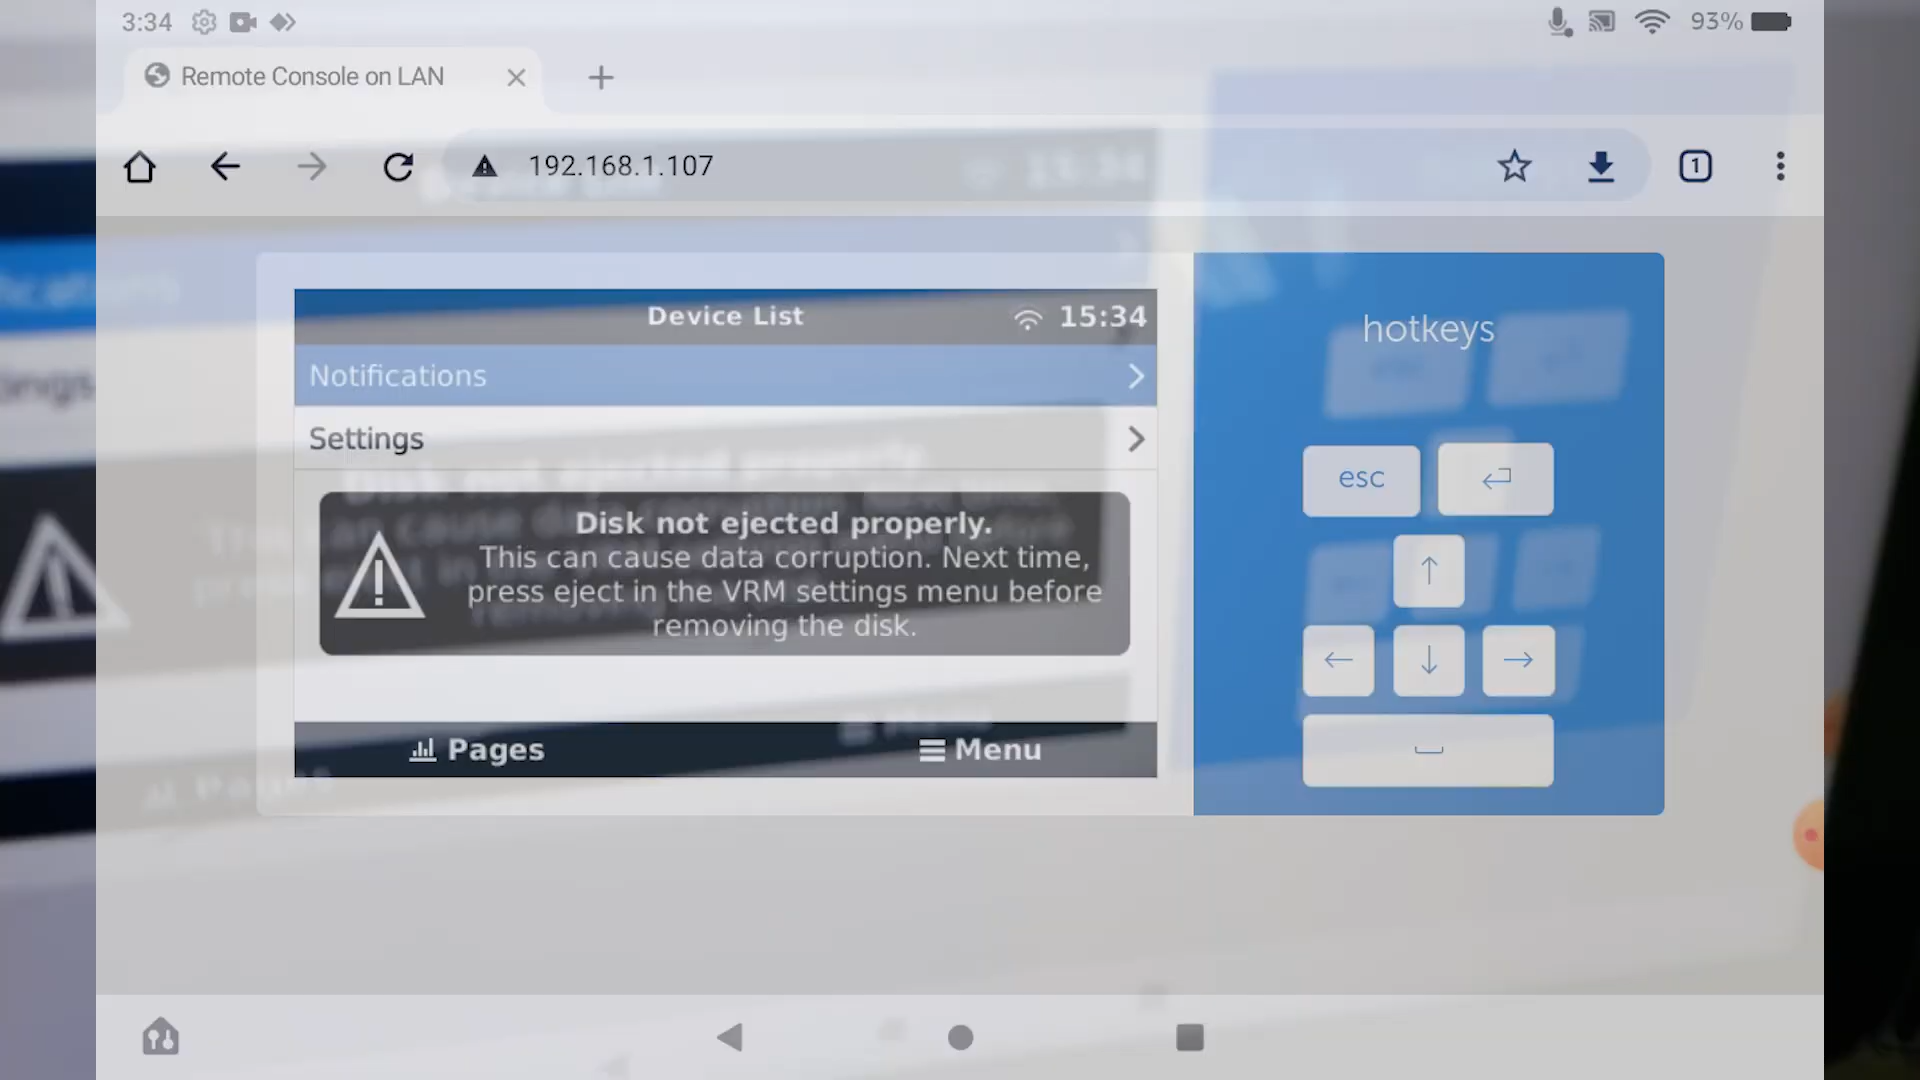 3:34
93%
Remote Console on LAN
192.168.1.107
1
Device List
15:34
Notifications
Settings
Disk not ejected properly.
This can cause data corruption. Next time,
press eject in the VRM settings menu before
removing the disk.
Pages
Menu
hotkeys
esc